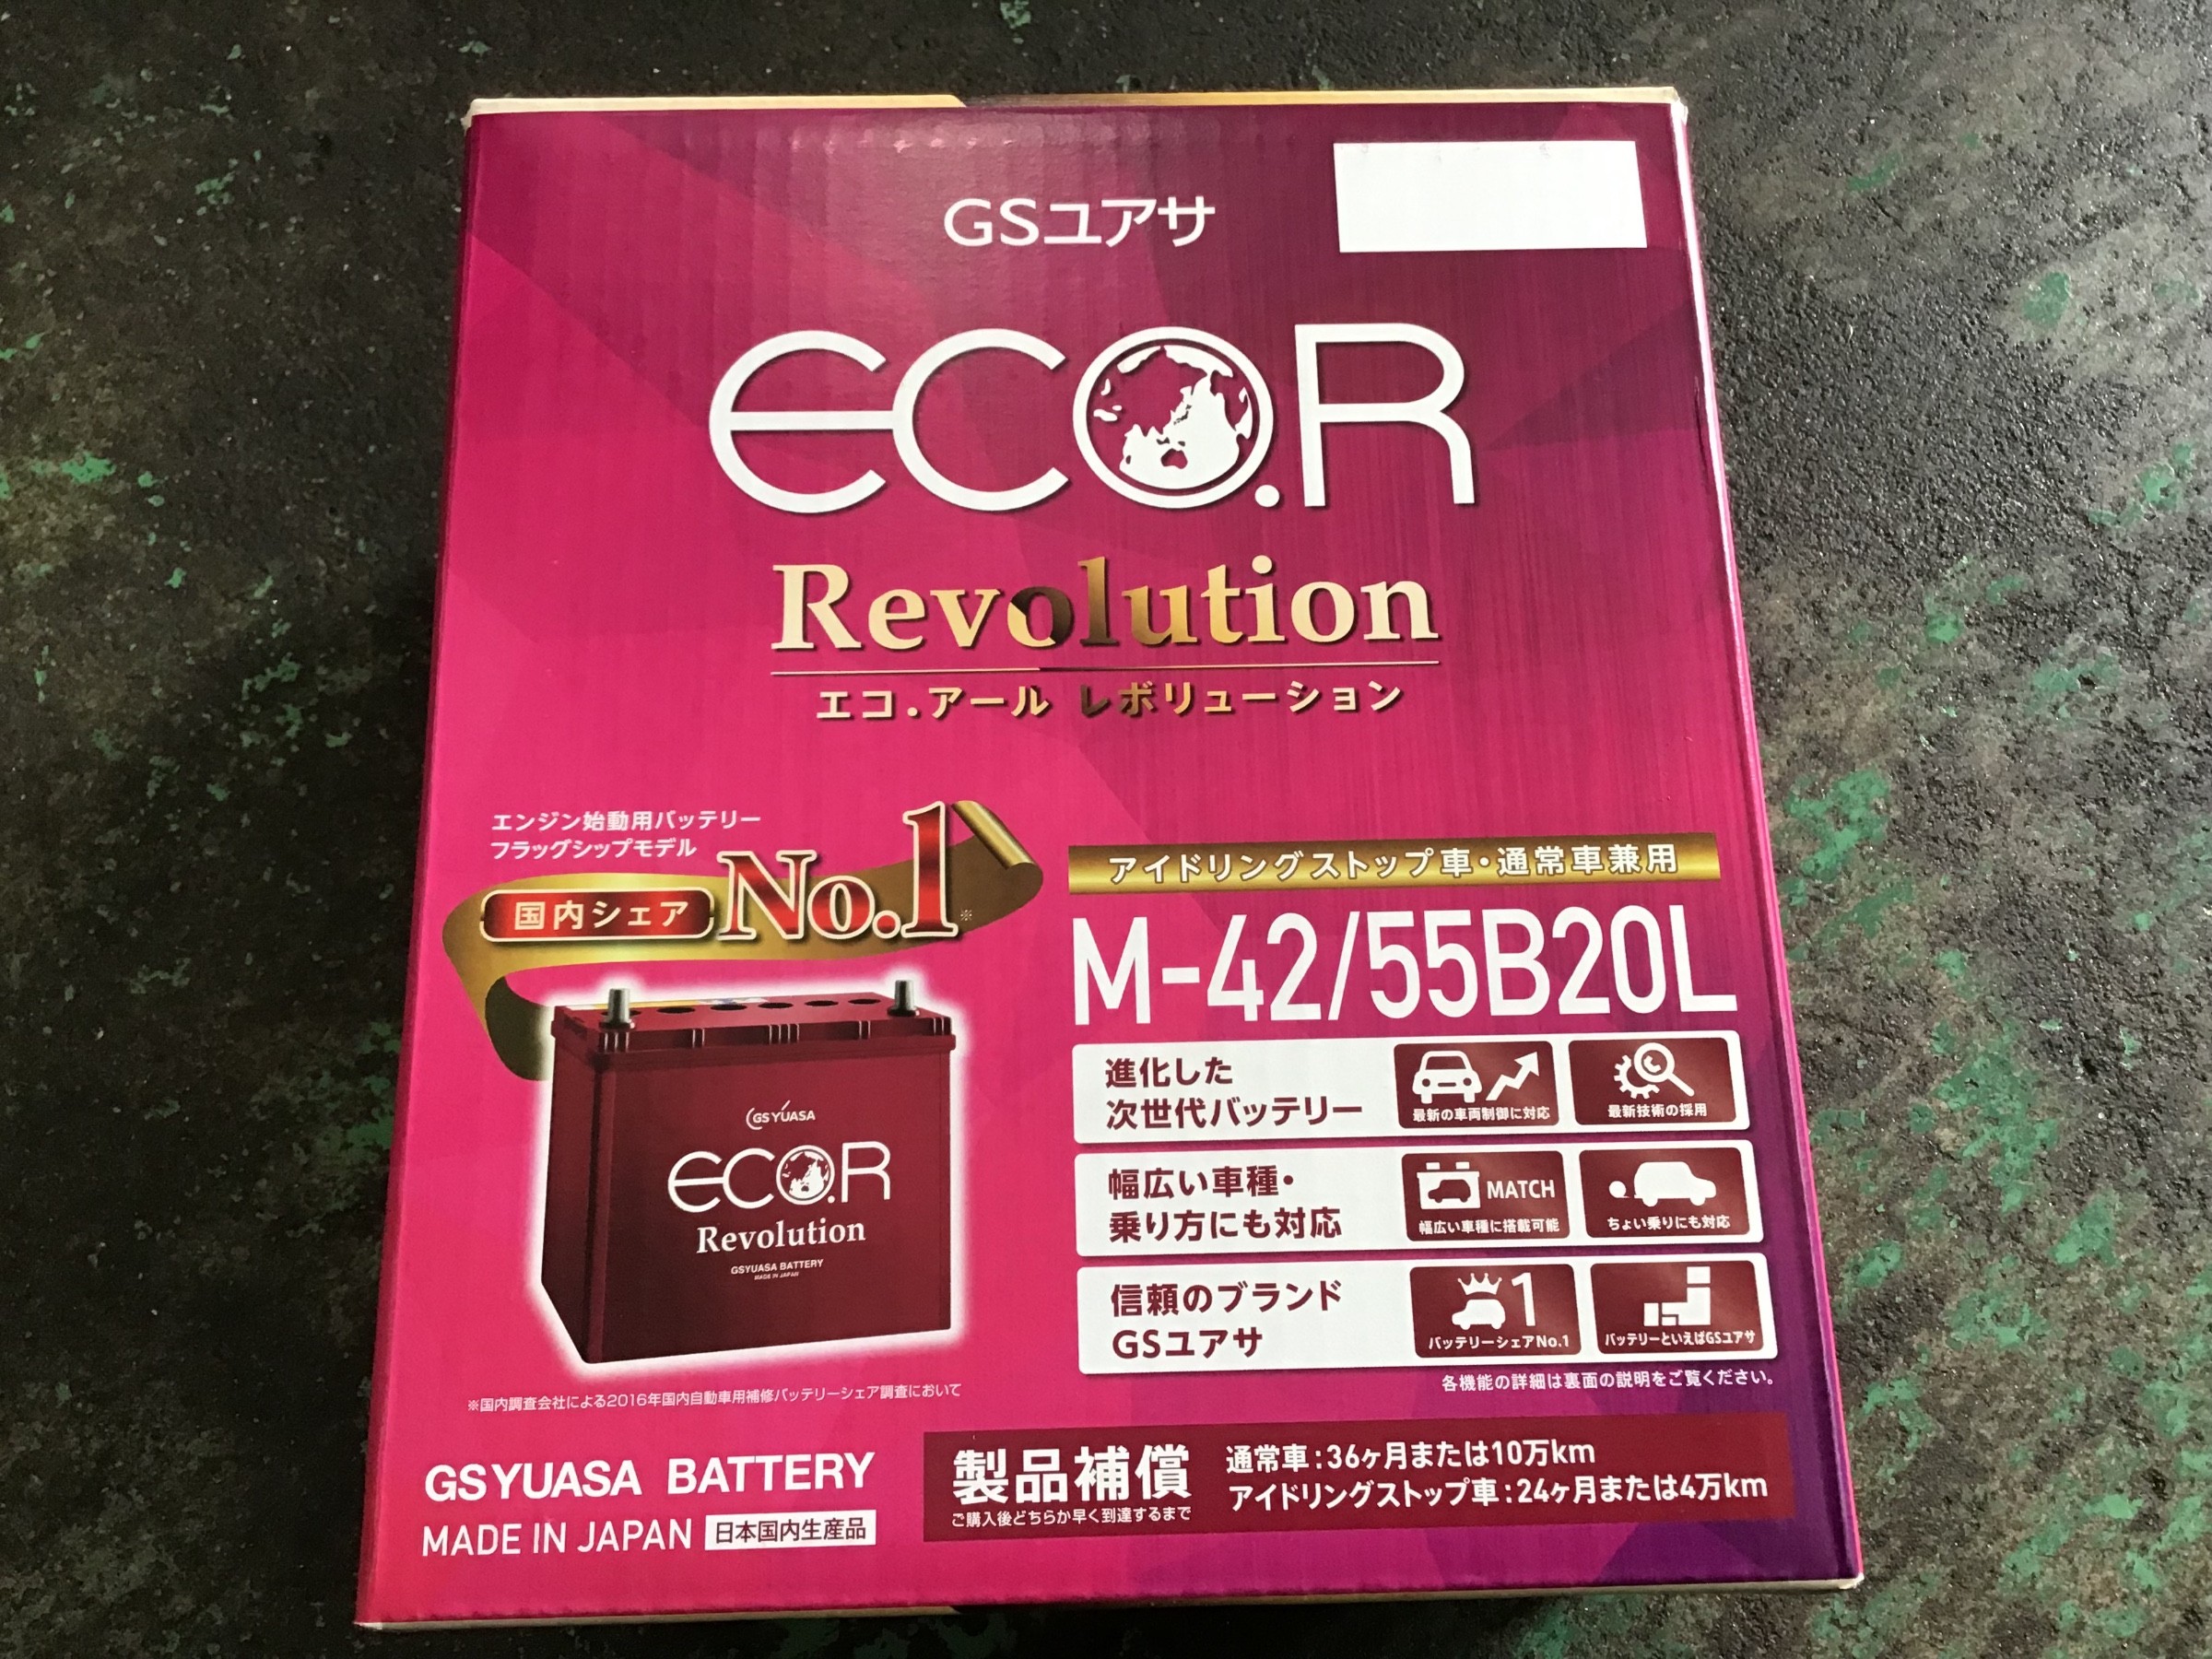 GSユアサ
ECO.R
Revolution
エコ.アール レボリューション
エンジン始動用バッテリー
フラッグシップモデル
国内シェア No.1※
GS YUASA
ECO.R
Revolution
GSYUASA BATTERY
MADE IN JAPAN
※国内調査会社による2016年国内自動車用補修バッテリーシェア調査において
アイドリングストップ車・通常車兼用
M-42/55B20L
進化した
次世代バッテリー
最新の車両制御に対応
最新技術の採用
幅広い車種・
乗り方にも対応
MATCH
幅広い車種に搭載可能
ちょい乗りにも対応
信頼のブランド
GSユアサ
1
バッテリーシェアNo.1
バッテリーといえばGSユアサ
各機能の詳細は裏面の説明をご覧ください。
GS YUASA BATTERY
MADE IN JAPAN 日本国内生産品
製品補償
ご購入後どちらか早く到達するまで
通常車:36ヶ月または10万km
アイドリングストップ車:24ヶ月または4万km